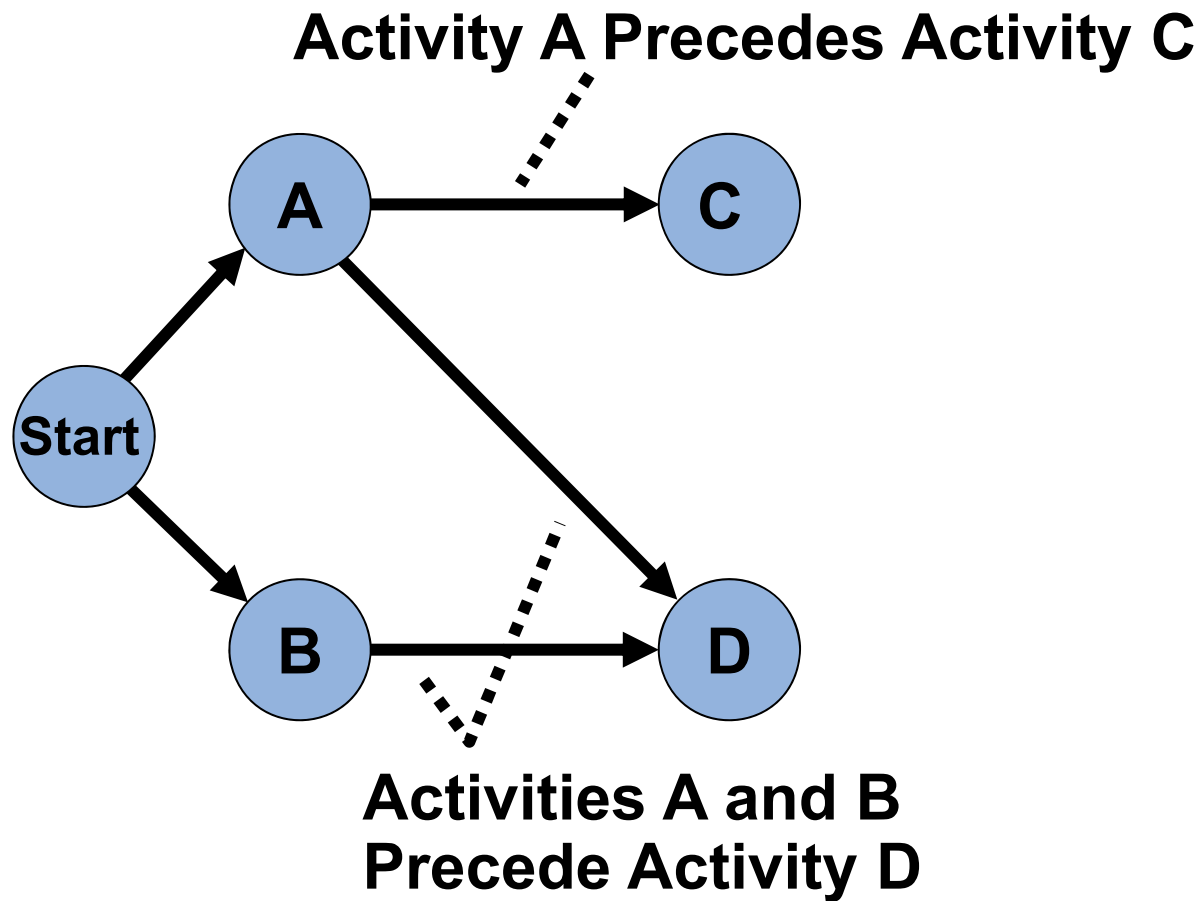 Activity A Precedes Activity C
A
C
Start
B
D
Activities A and B
Precede Activity D